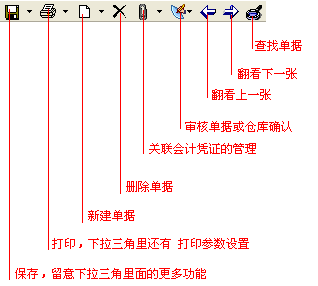 查找单据
翻看下一张
翻看上一张
审核单据或仓库确认
关联会计凭证的管理
删除单据
新建单据
打印，下拉三角里还有 打印参数设置
保存，留意下拉三角里面的更多功能